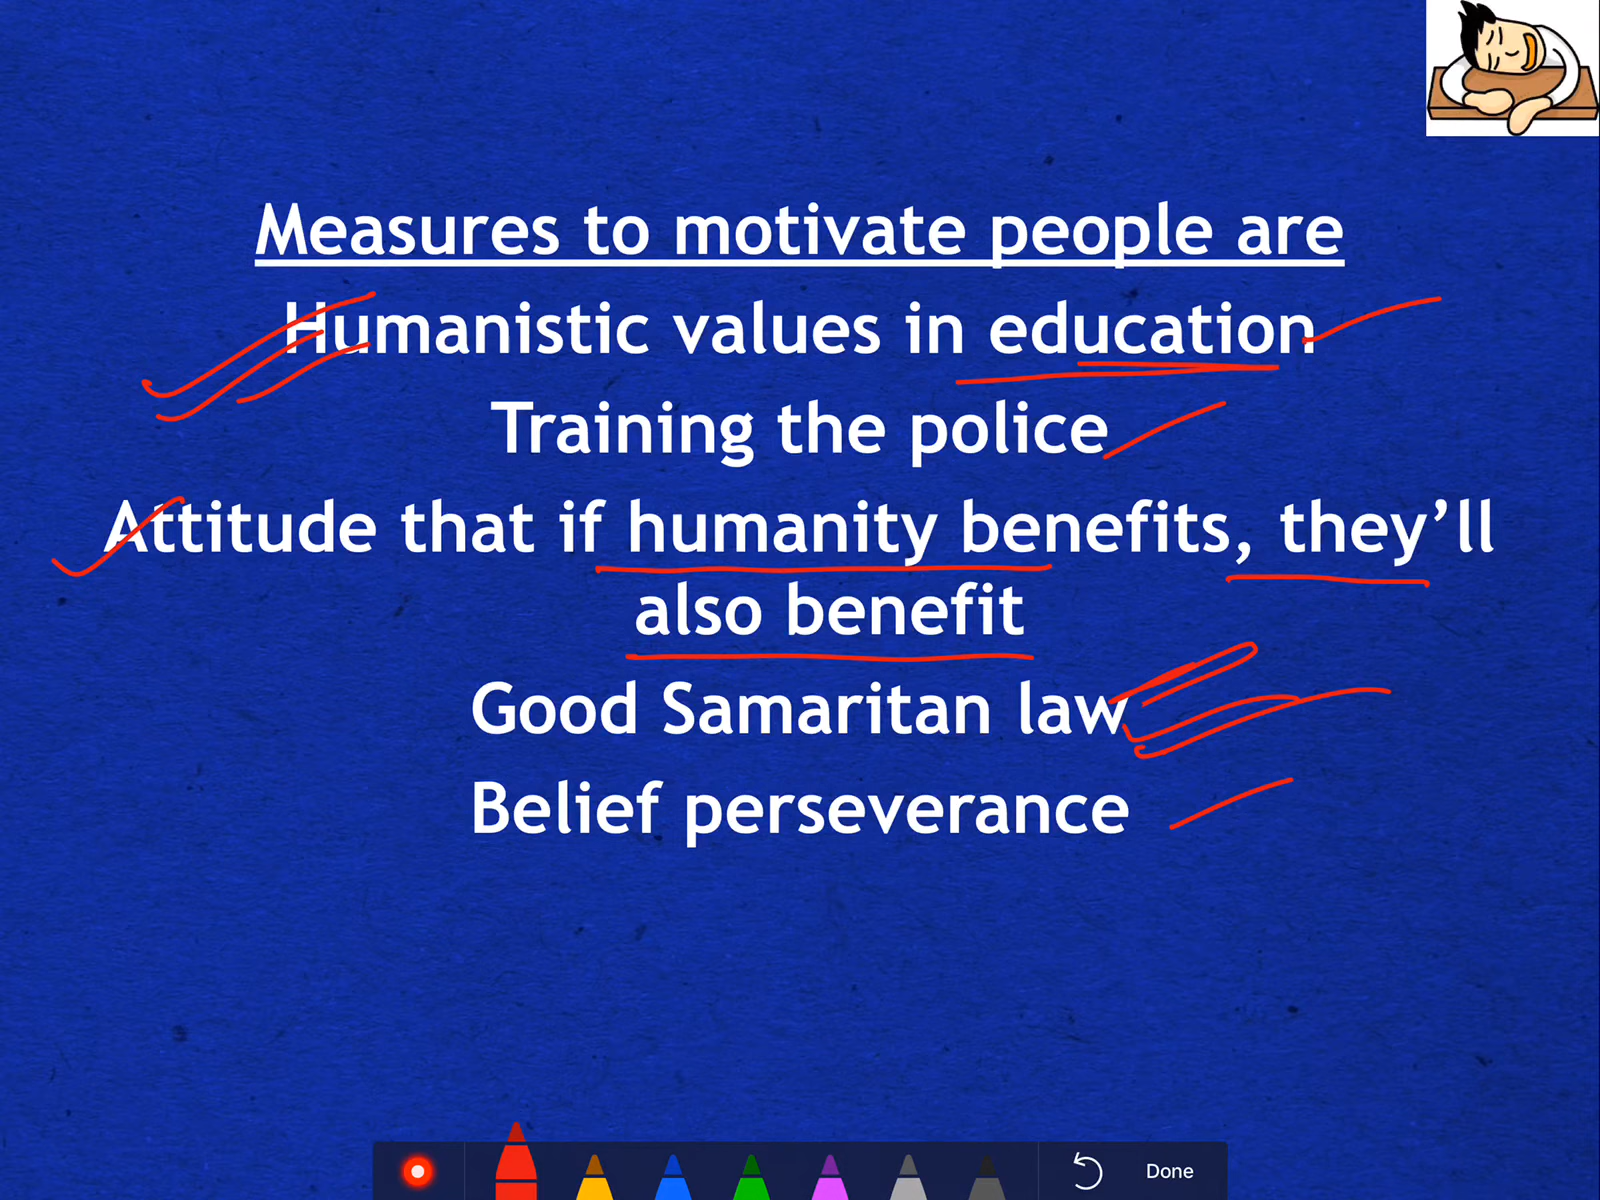 Measures to motivate people are
Humanistic values in education
Training the police
Attitude that if humanity benefits, they’ll
also benefit
Good Samaritan law
Belief perseverance
Done